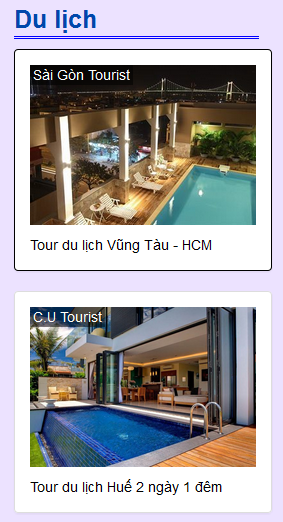 Du lịch
Sài Gòn Tourist
Tour du lịch Vũng Tàu - HCM
C.U Tourist
Tour du lịch Huế 2 ngày 1 đêm